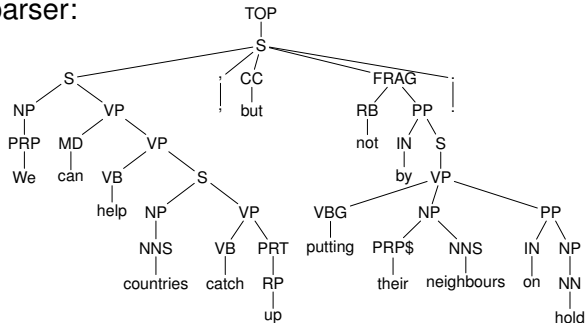 parser:
TOP
S
S , CC FRAG .
NP VP , but RB PP .
PRP MD VP not IN S
We can VB S by VP
help NP VP VBG NP PP
NNS VB PRT putting PRP$ NNS IN NP
countries catch RP their neighbours on NN
up hold